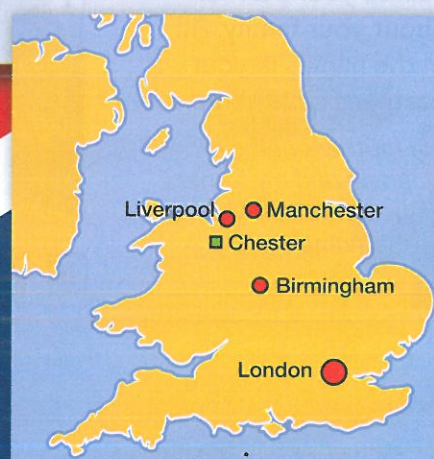 Liverpool
Manchester
Chester
Birmingham
London